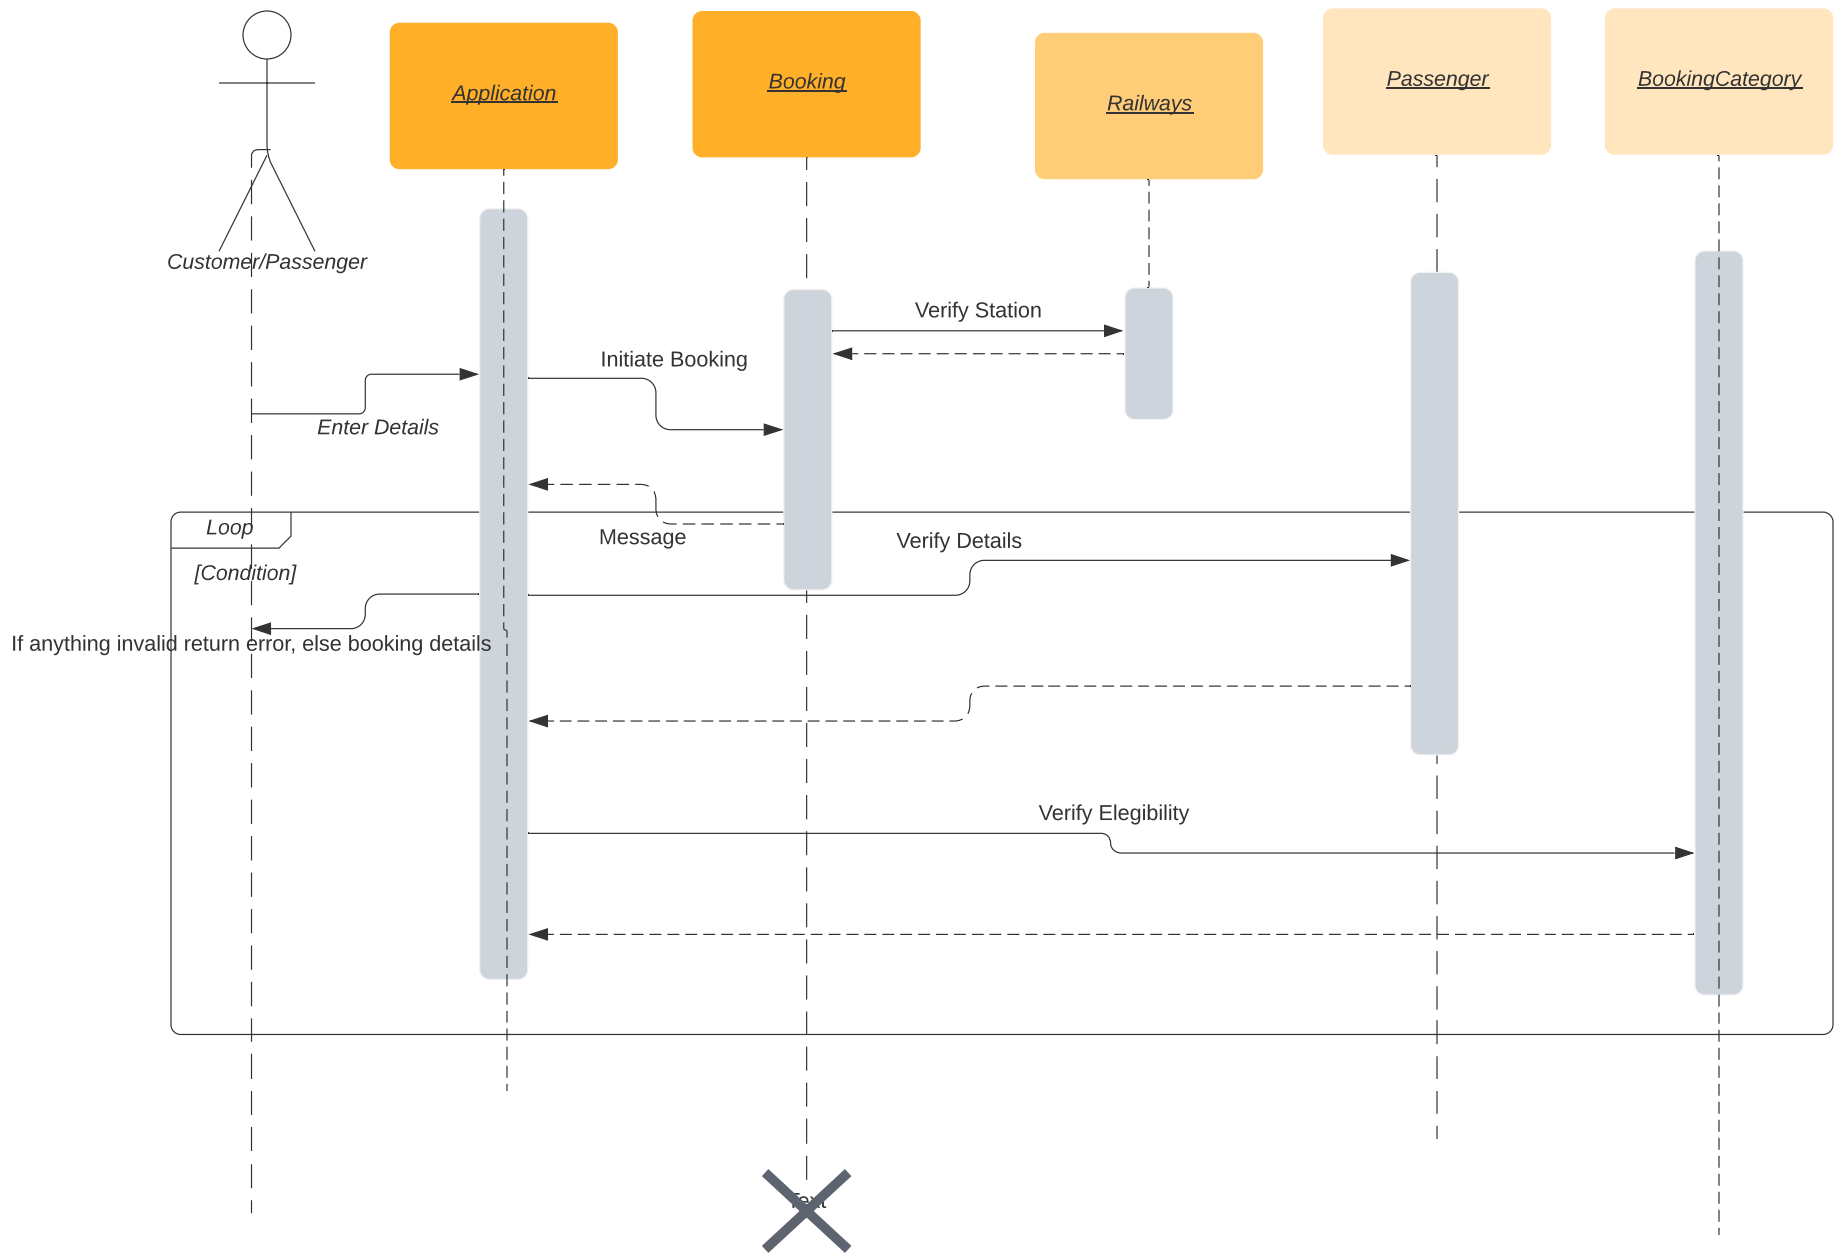 Application
Booking
Railways
Passenger
BookingCategory
Customer/Passenger
Verify Station
Initiate Booking
Enter Details
Loop
Message
Verify Details
[Condition]
If anything invalid return error, else booking details
Verify Elegibility
Text